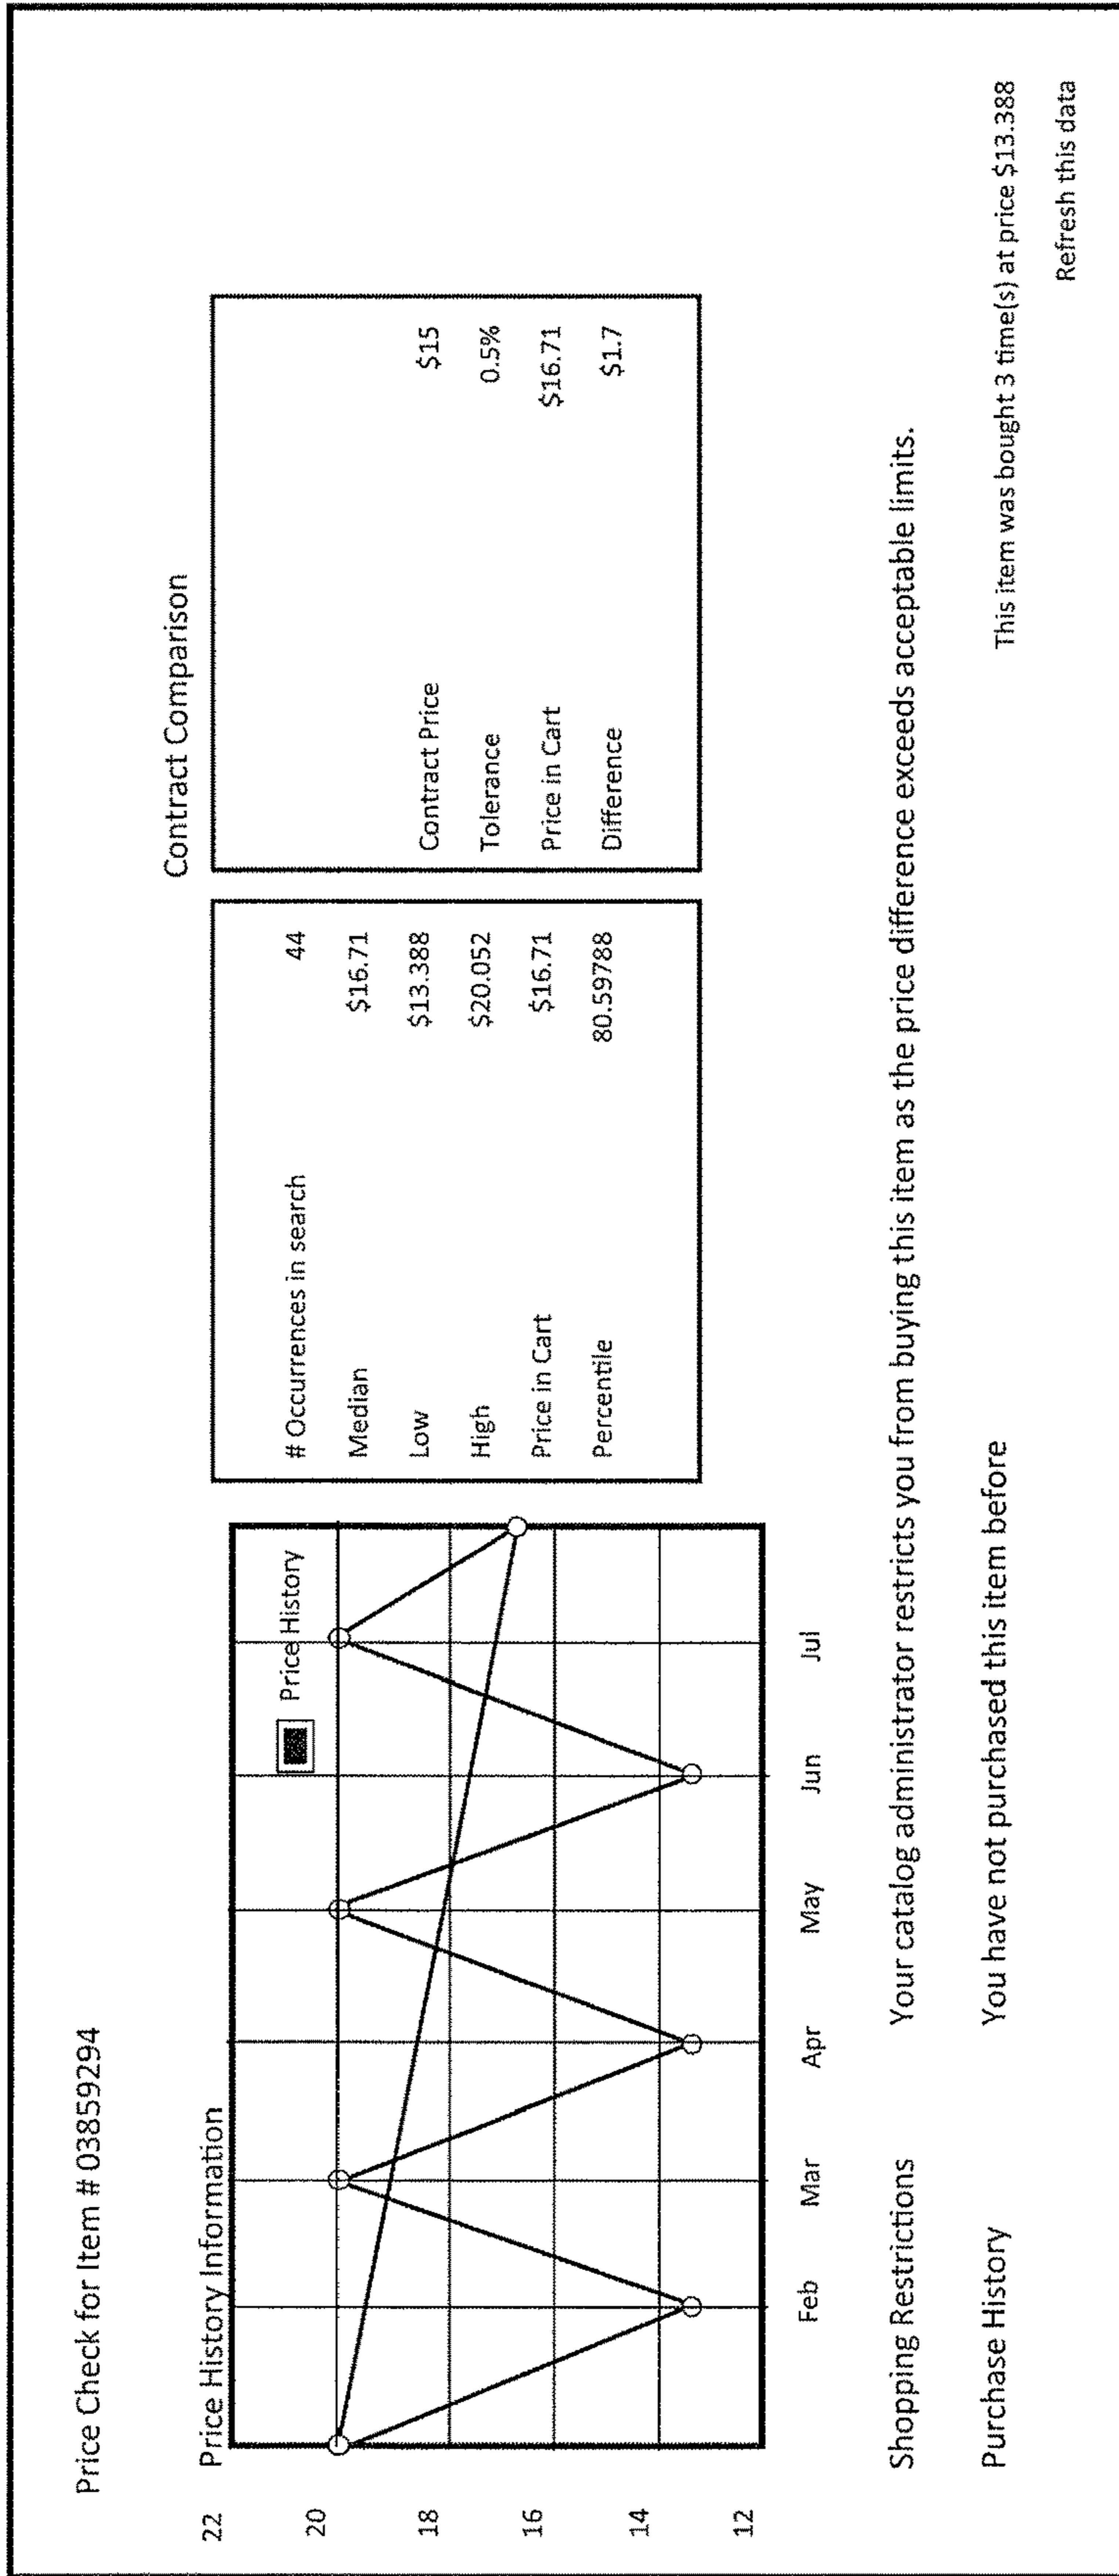 Price Check for Item # 03859294
Price History Information
Contract Comparison
22
20
18
16
14
12
Price History
Feb
Mar
Apr
May
Jun
Jul
# Occurrences in search 44
Median $16.71
Low $13.388
High $20.052
Price in Cart $16.71
Percentile 80.59788
Contract Price $15
Tolerance 0.5%
Price in Cart $16.71
Difference $1.7
Shopping Restrictions Your catalog administrator restricts you from buying this item as the price difference exceeds acceptable limits.
Purchase History You have not purchased this item before This item was bought 3 time(s) at price $13.388
Refresh this data